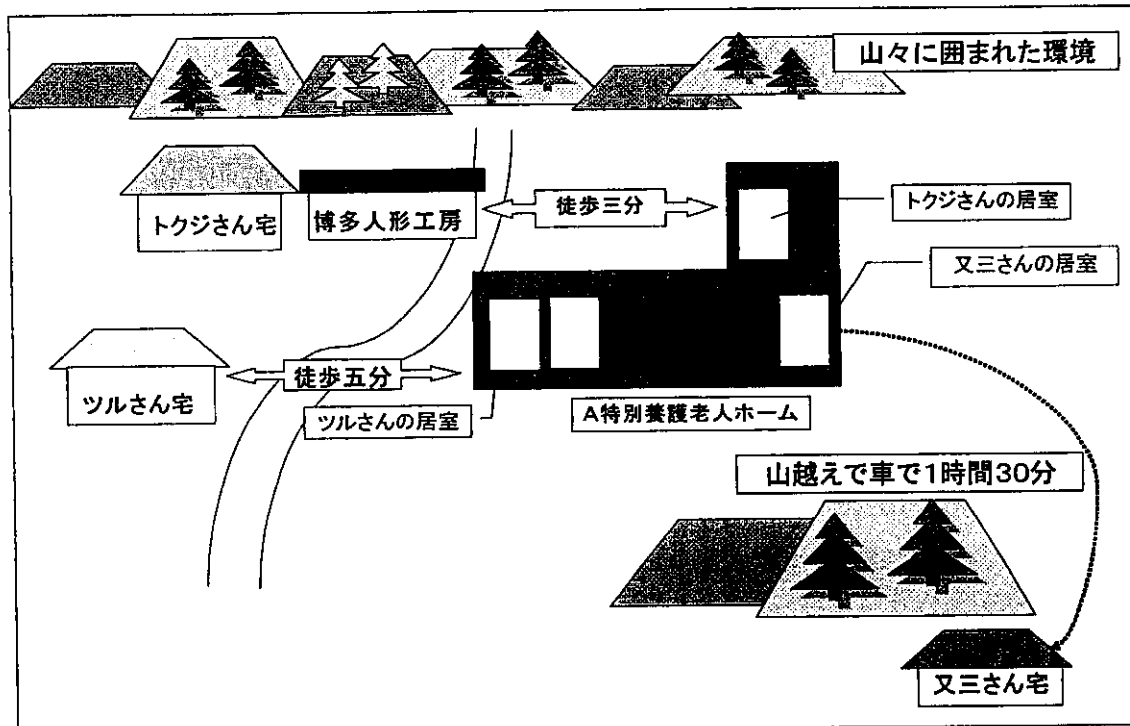 山々に囲まれた環境
トクジさん宅
博多人形工房
徒歩三分
トクジさんの居室
又三さんの居室
ツルさん宅
徒歩五分
ツルさんの居室
A特別養護老人ホーム
山越えで車で1時間30分
又三さん宅